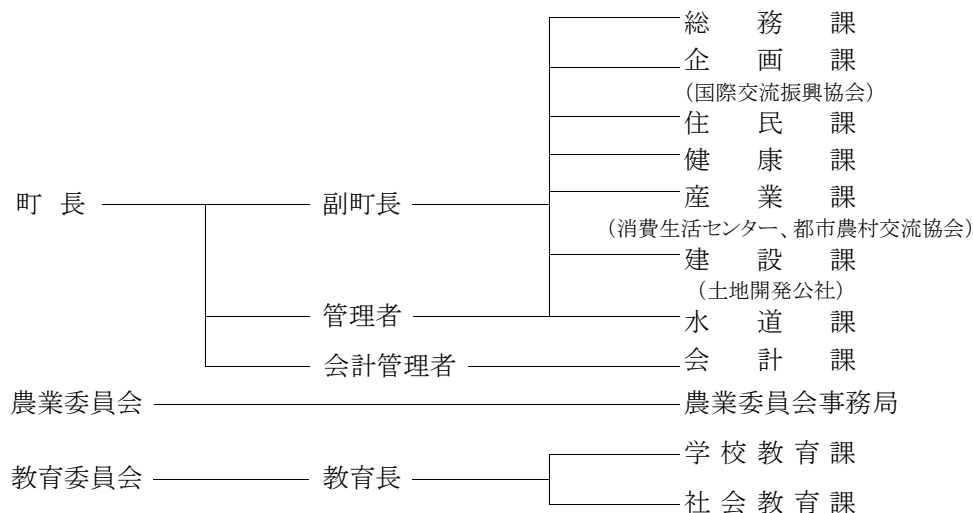 総務課
企画課
（国際交流振興協会）
住民課
健康課
町長 副町長 産業課
（消費生活センター、都市農村交流協会）
建設課
（土地開発公社）
管理者 水道課
会計管理者 会計課
農業委員会 農業委員会事務局
学校教育課
教育委員会 教育長
社会教育課